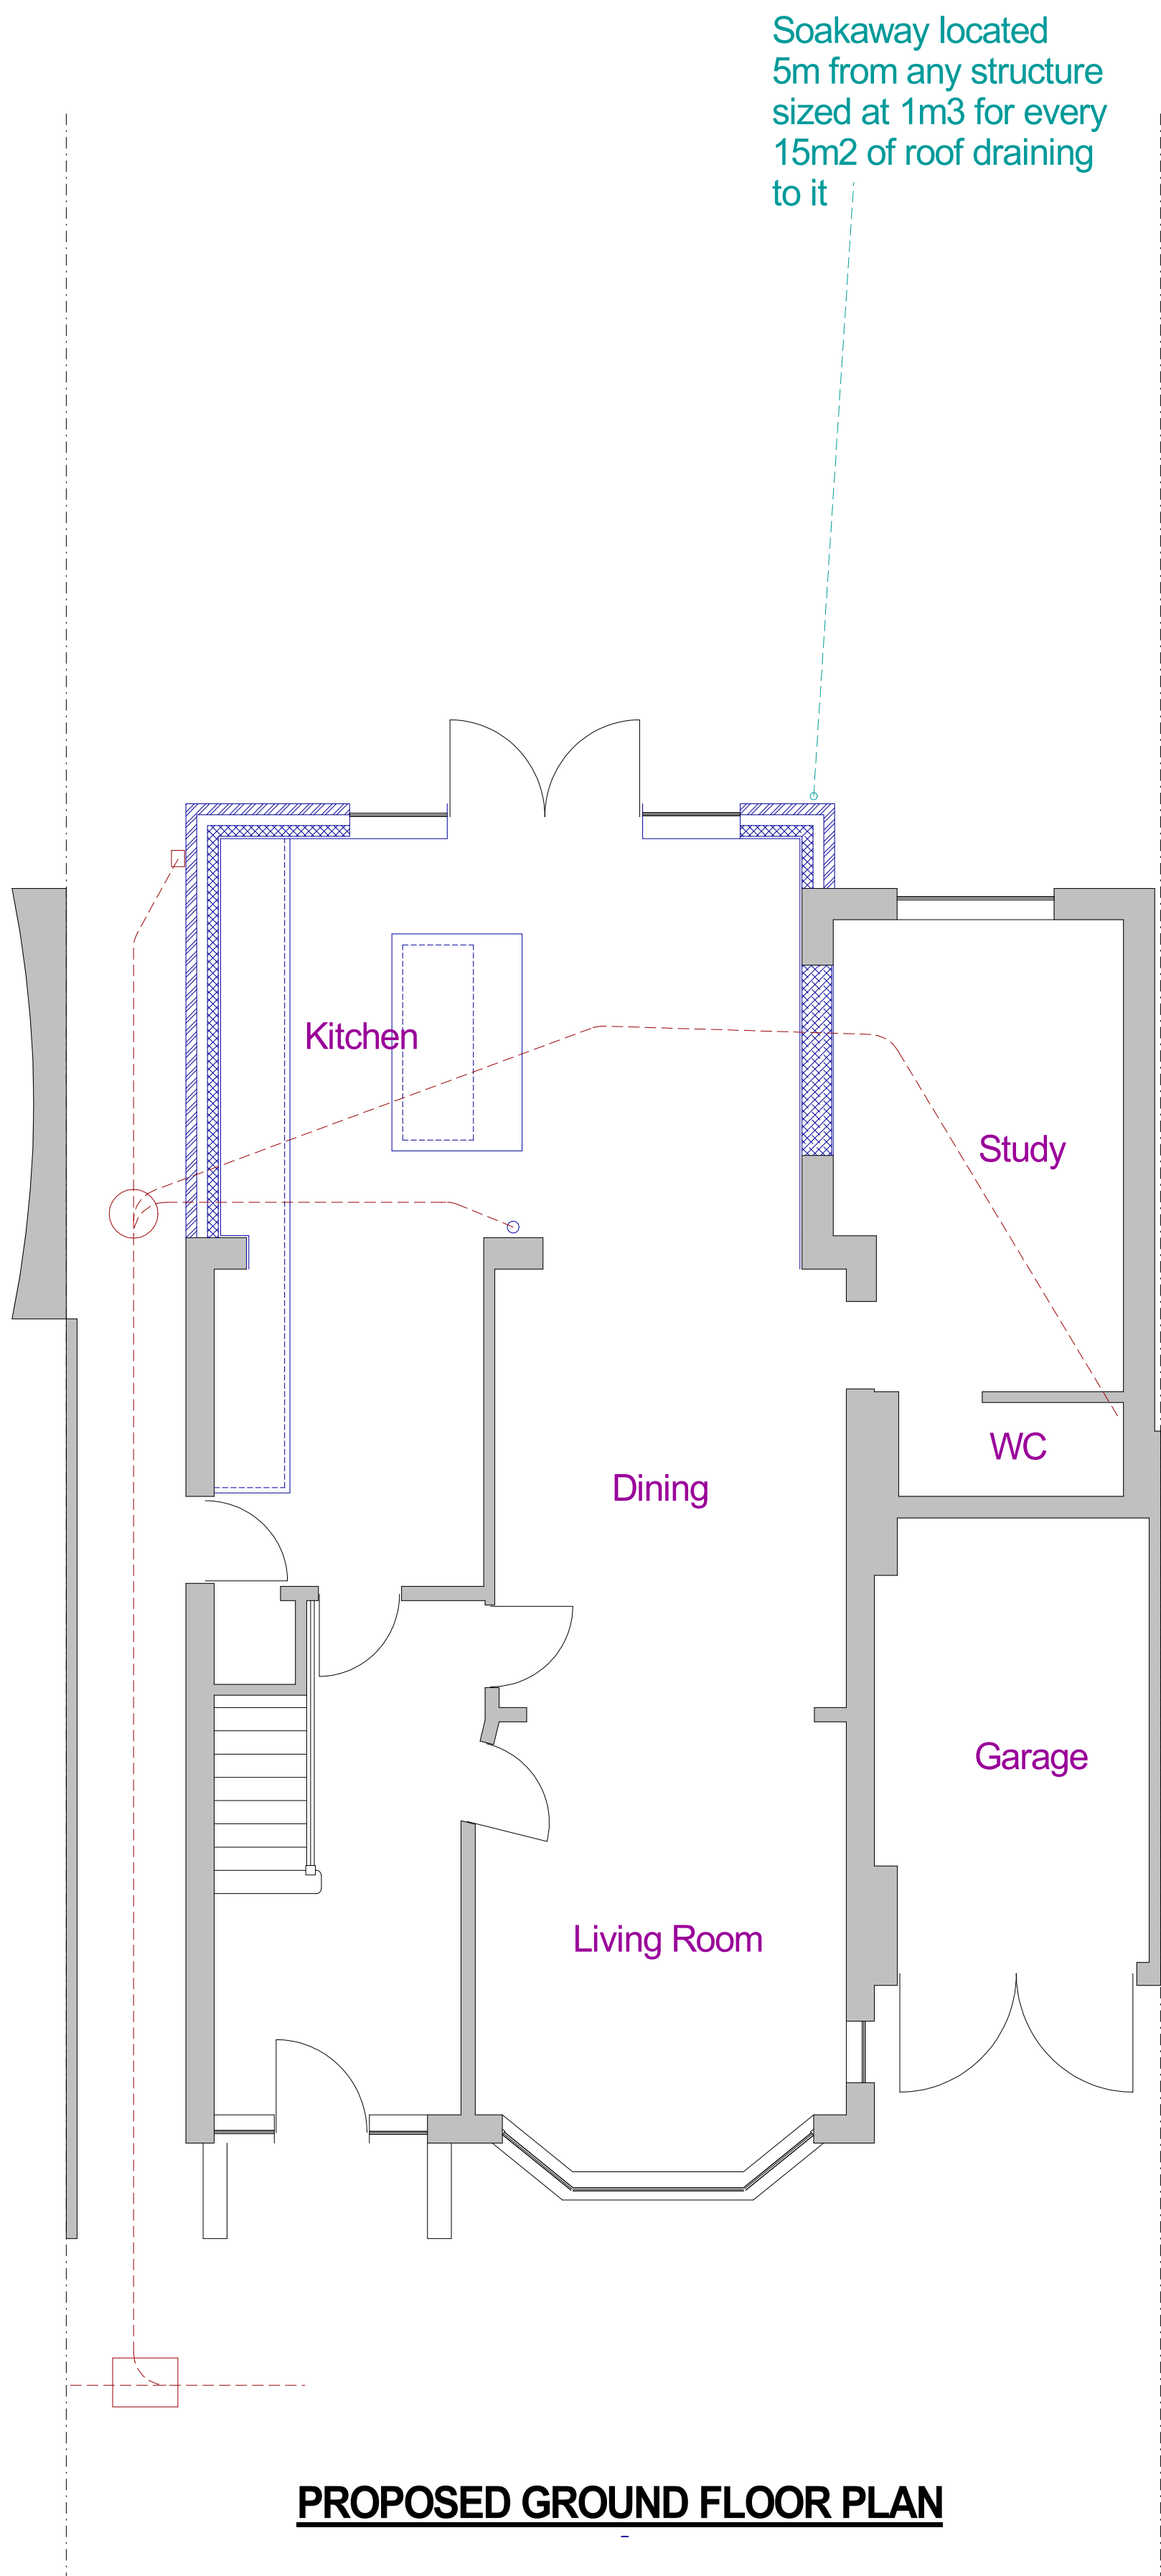 Soakaway located
5m from any structure
sized at 1m3 for every
15m2 of roof draining
to it
Kitchen
Study
WC
Dining
Garage
Living Room
PROPOSED GROUND FLOOR PLAN